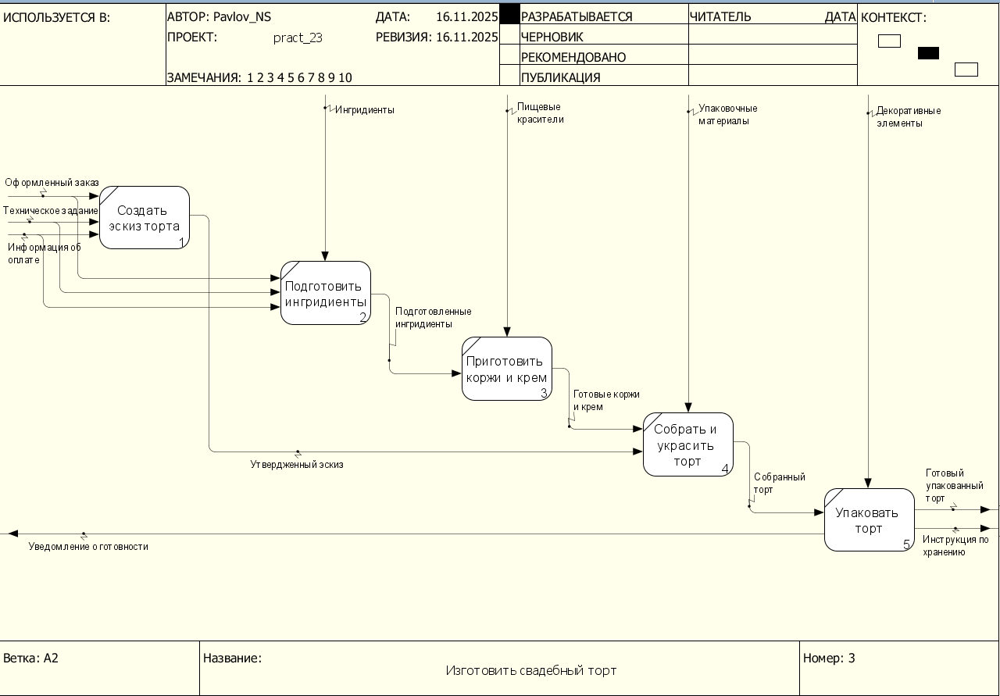 ИСПОЛЬЗУЕТСЯ В:
АВТОР: Pavlov_NS
ДАТА: 16.11.2025
ПРОЕКТ: pract_23
РЕВИЗИЯ: 16.11.2025
ЗАМЕЧАНИЯ: 1 2 3 4 5 6 7 8 9 10
РАЗРАБАТЫВАЕТСЯ
ЧЕРНОВИК
РЕКОМЕНДОВАНО
ПУБЛИКАЦИЯ
ЧИТАТЕЛЬ
ДАТА
КОНТЕКСТ:
Ингридиенты
Пищевые
красители
Упаковочные
материалы
Декоративные
элементы
Оформленный заказ
Техническое задание
Информация об
оплате
Создать
эскиз торта
1
Подготовить
ингридиенты
2
Подготовленные
ингридиенты
Приготовить
коржи и крем
3
Готовые коржи
и крем
Собрать и
украсить
торт
4
Утвержденный эскиз
Собранный
торт
Упаковать
торт
5
Готовый
упакованный
торт
Инструкция по
хранению
Уведомление о готовности
Ветка: A2
Название:
Изготовить свадебный торт
Номер: 3